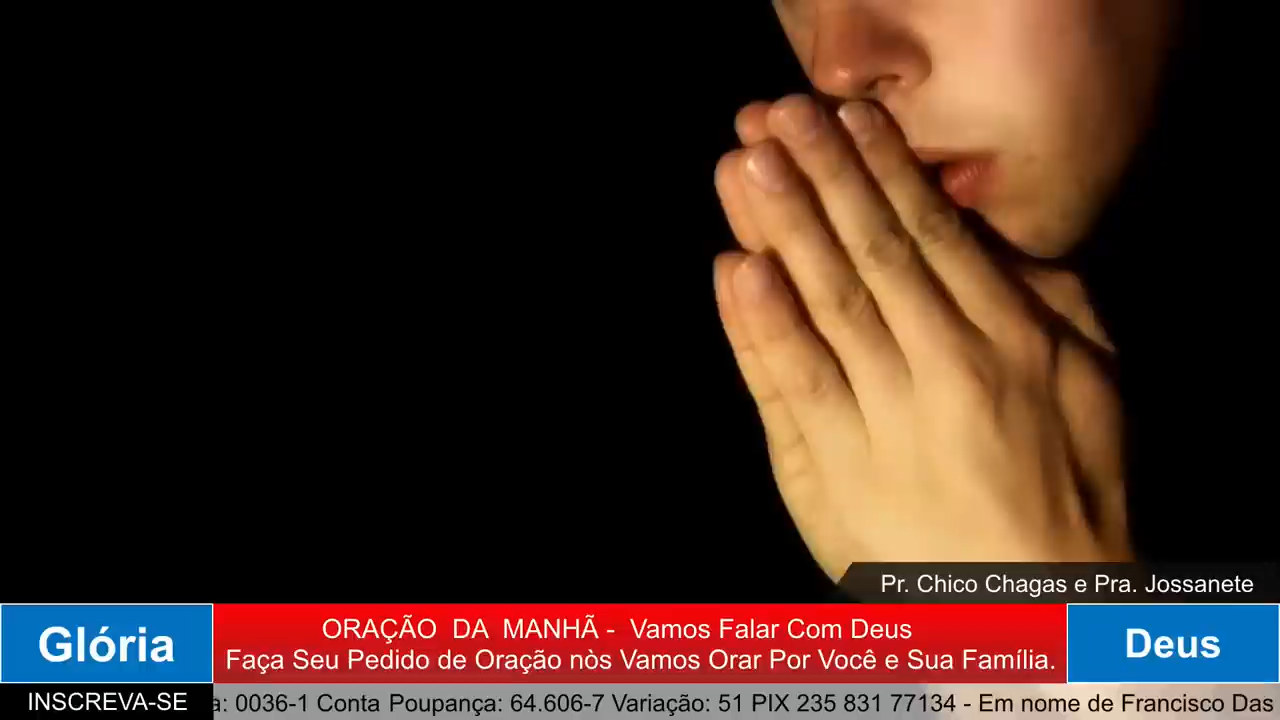 Pr. Chico Chagas e Pra. Jossanete
Glória
ORAÇÃO DA MANHÃ - Vamos Falar Com Deus
Faça Seu Pedido de Oração nòs Vamos Orar Por Você e Sua Família.
Deus
INSCREVA-SE
a: 0036-1 Conta Poupança: 64.606-7 Variação: 51 PIX 235 831 77134 - Em nome de Francisco Das